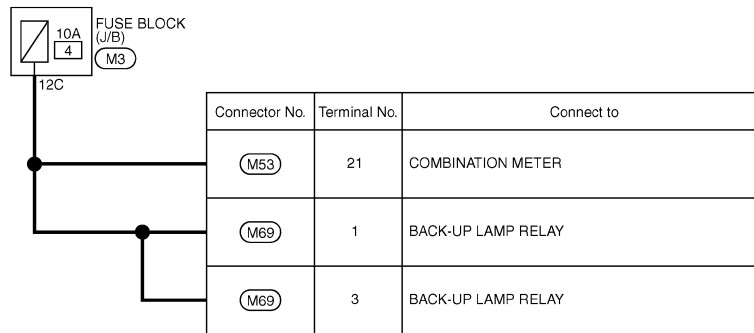 FUSE BLOCK
(J/B)
10A
4
M3
12C
Connector No. Terminal No. Connect to
M53 21 COMBINATION METER
M69 1 BACK-UP LAMP RELAY
M69 3 BACK-UP LAMP RELAY